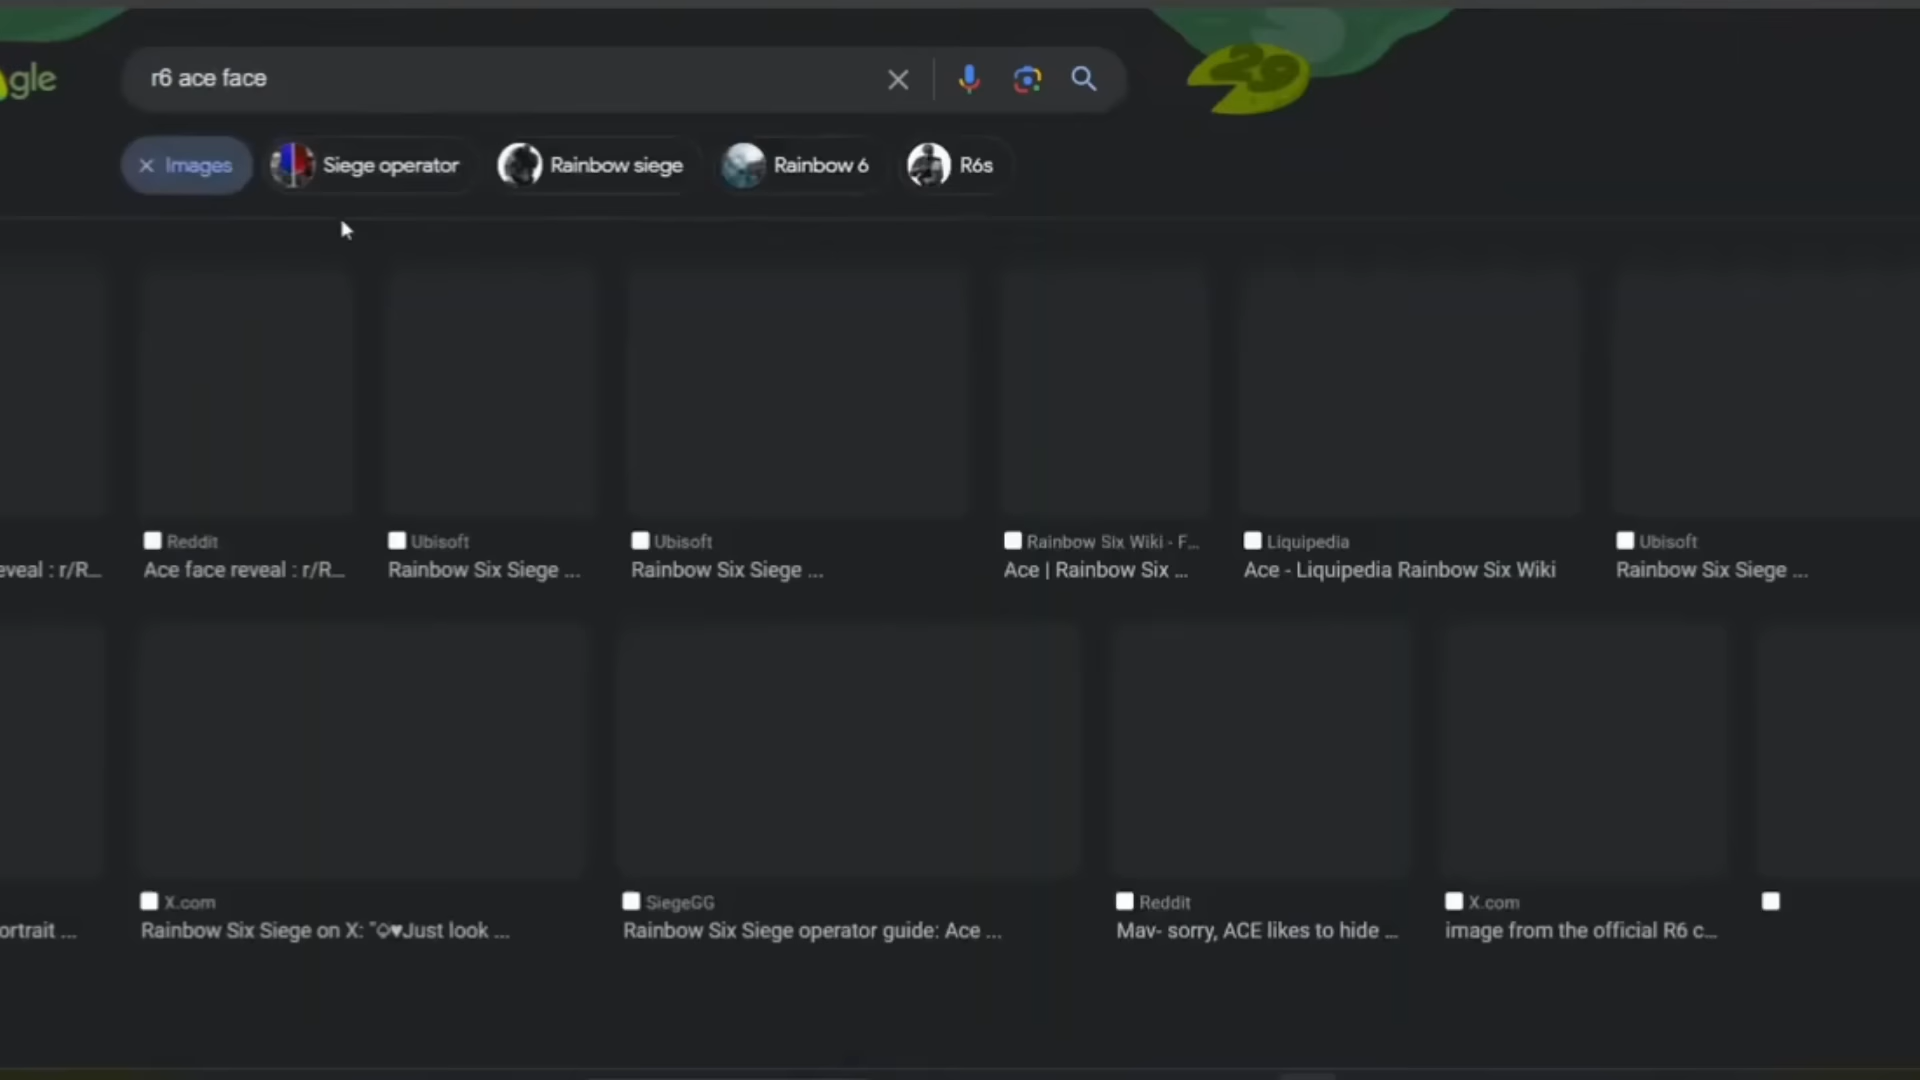 gle
r6 ace face
29
Images
Siege operator
Rainbow siege
Rainbow 6
R6s
Reddit
Ubisoft
Ubisoft
Rainbow Six Wiki - F...
Liquipedia
Ubisoft
eveal : r/R...
Ace face reveal : r/R...
Rainbow Six Siege ...
Rainbow Six Siege ...
Ace | Rainbow Six ...
Ace - Liquipedia Rainbow Six Wiki
Rainbow Six Siege ...
X.com
SiegeGG
Reddit
X.com
ortrait ...
Rainbow Six Siege on X: "♀♥Just look ...
Rainbow Six Siege operator guide: Ace ...
Mav- sorry, ACE likes to hide ...
image from the official R6 c...